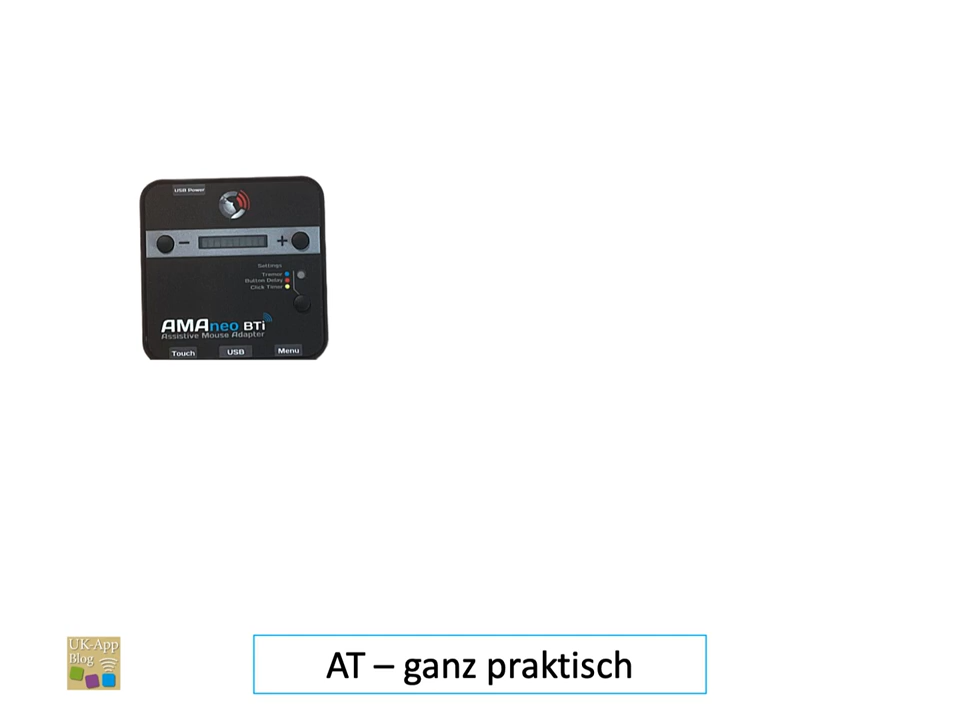 USB Power
− +
Settings
Tremor
Button Delay
Click Timer
AMAneo BTi
Assistive Mouse Adapter
Touch USB Menu
UK-App
Blog
AT – ganz praktisch